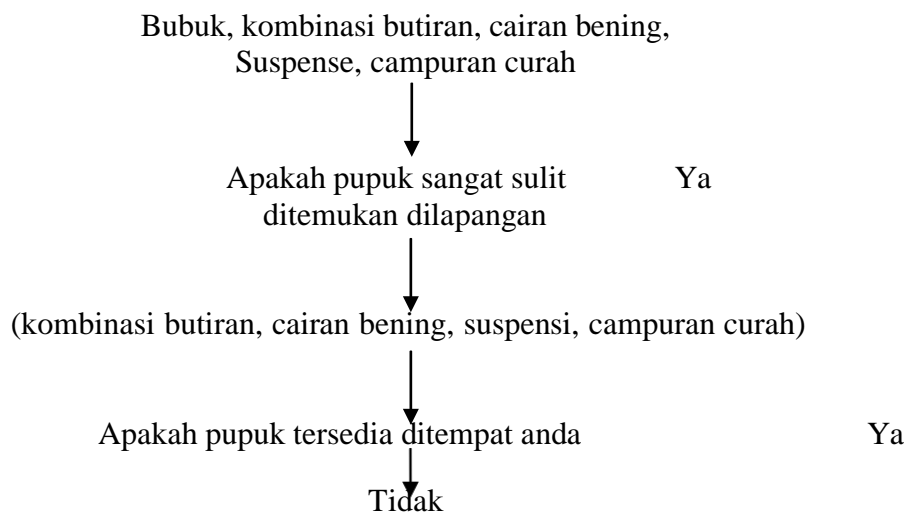 Bubuk, kombinasi butiran, cairan bening,
Suspense, campuran curah
Apakah pupuk sangat sulit Ya
ditemukan dilapangan
(kombinasi butiran, cairan bening, suspensi, campuran curah)
Apakah pupuk tersedia ditempat anda Ya
Tidak